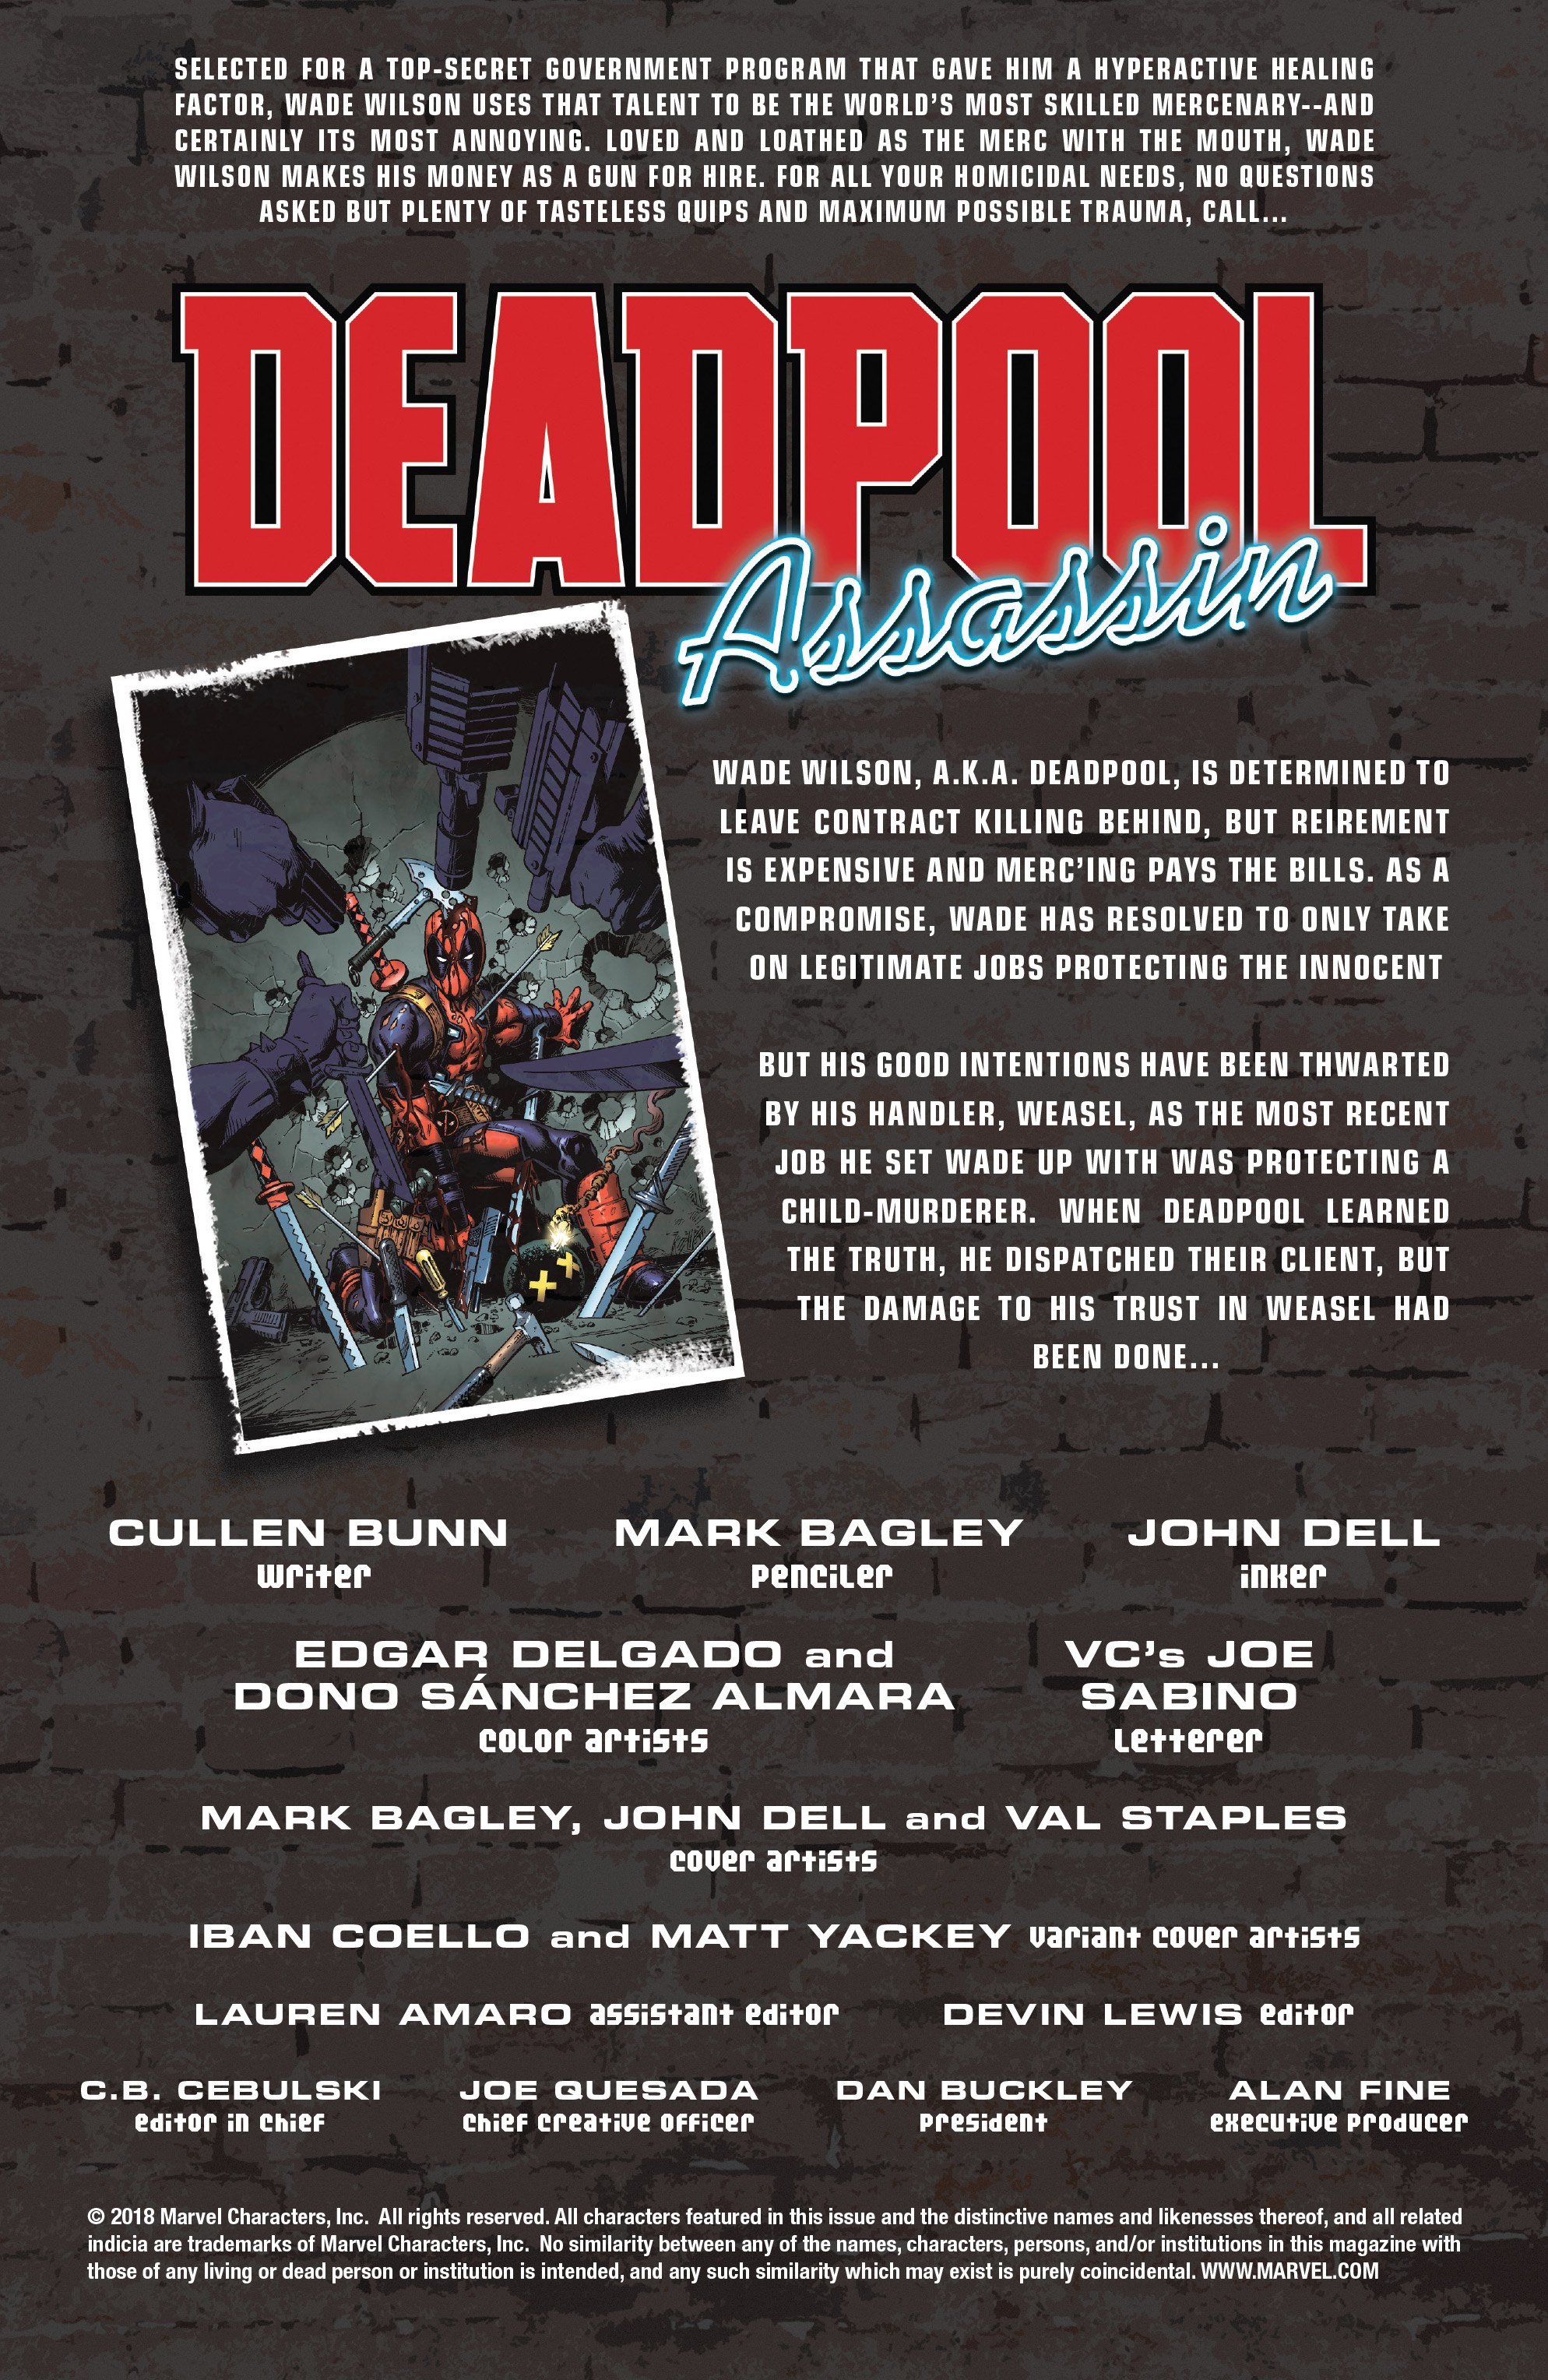 SELECTED FOR A TOP-SECRET GOVERNMENT PROGRAM THAT GAVE HIM A HYPERACTIVE HEALING
FACTOR, WADE WILSON USES THAT TALENT TO BE THE WORLD'S MOST SKILLED MERCENARY--AND
CERTAINLY ITS MOST ANNOYING. LOVED AND LOATHED AS THE MERC WITH THE MOUTH, WADE
WILSON MAKES HIS MONEY AS A GUN FOR HIRE. FOR ALL YOUR HOMICIDAL NEEDS, NO QUESTIONS
ASKED BUT PLENTY OF TASTELESS QUIPS AND MAXIMUM POSSIBLE TRAUMA, CALL...
DEADPOOL
Assassin
WADE WILSON, A.K.A. DEADPOOL, IS DETERMINED TO
LEAVE CONTRACT KILLING BEHIND, BUT REIREMENT
IS EXPENSIVE AND MERC'ING PAYS THE BILLS. AS A
COMPROMISE, WADE HAS RESOLVED TO ONLY TAKE
ON LEGITIMATE JOBS PROTECTING THE INNOCENT
BUT HIS GOOD INTENTIONS HAVE BEEN THWARTED
BY HIS HANDLER, WEASEL, AS THE MOST RECENT
JOB HE SET WADE UP WITH WAS PROTECTING A
CHILD-MURDERER. WHEN DEADPOOL LEARNED
THE TRUTH, HE DISPATCHED THEIR CLIENT, BUT
THE DAMAGE TO HIS TRUST IN WEASEL HAD
BEEN DONE...
CULLEN BUNN
writer
MARK BAGLEY
penciler
JOHN DELL
inker
EDGAR DELGADO and
DONO SÁNCHEZ ALMARA
color artists
VC's JOE
SABINO
letterer
MARK BAGLEY, JOHN DELL and VAL STAPLES
cover artists
IBAN COELLO and MATT YACKEY variant cover artists
LAUREN AMARO assistant editor
DEVIN LEWIS editor
C.B. CEBULSKI
editor in chief
JOE QUESADA
chief creative officer
DAN BUCKLEY
president
ALAN FINE
executive producer
© 2018 Marvel Characters, Inc. All rights reserved. All characters featured in this issue and the distinctive names and likenesses thereof, and all related
indicia are trademarks of Marvel Characters, Inc. No similarity between any of the names, characters, persons, and/or institutions in this magazine with
those of any living or dead person or institution is intended, and any such similarity which may exist is purely coincidental. WWW.MARVEL.COM